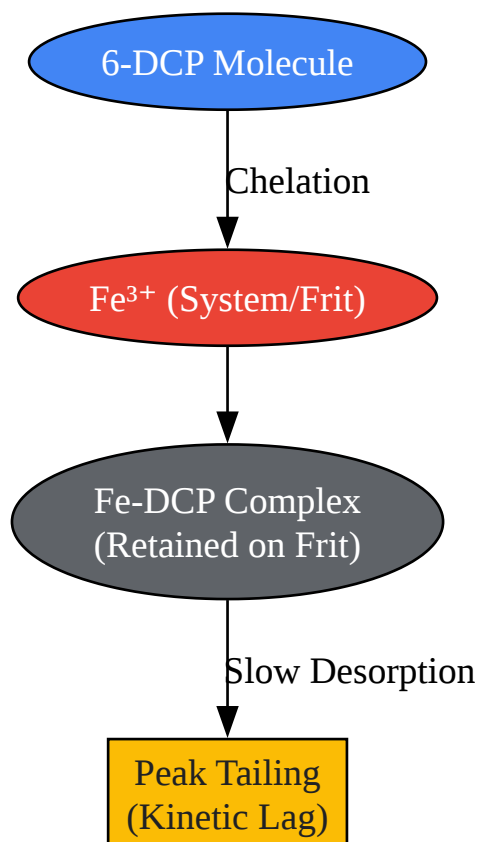 6-DCP Molecule
Chelation
Fe³⁺ (System/Frit)
Fe-DCP Complex
(Retained on Frit)
Slow Desorption
Peak Tailing
(Kinetic Lag)